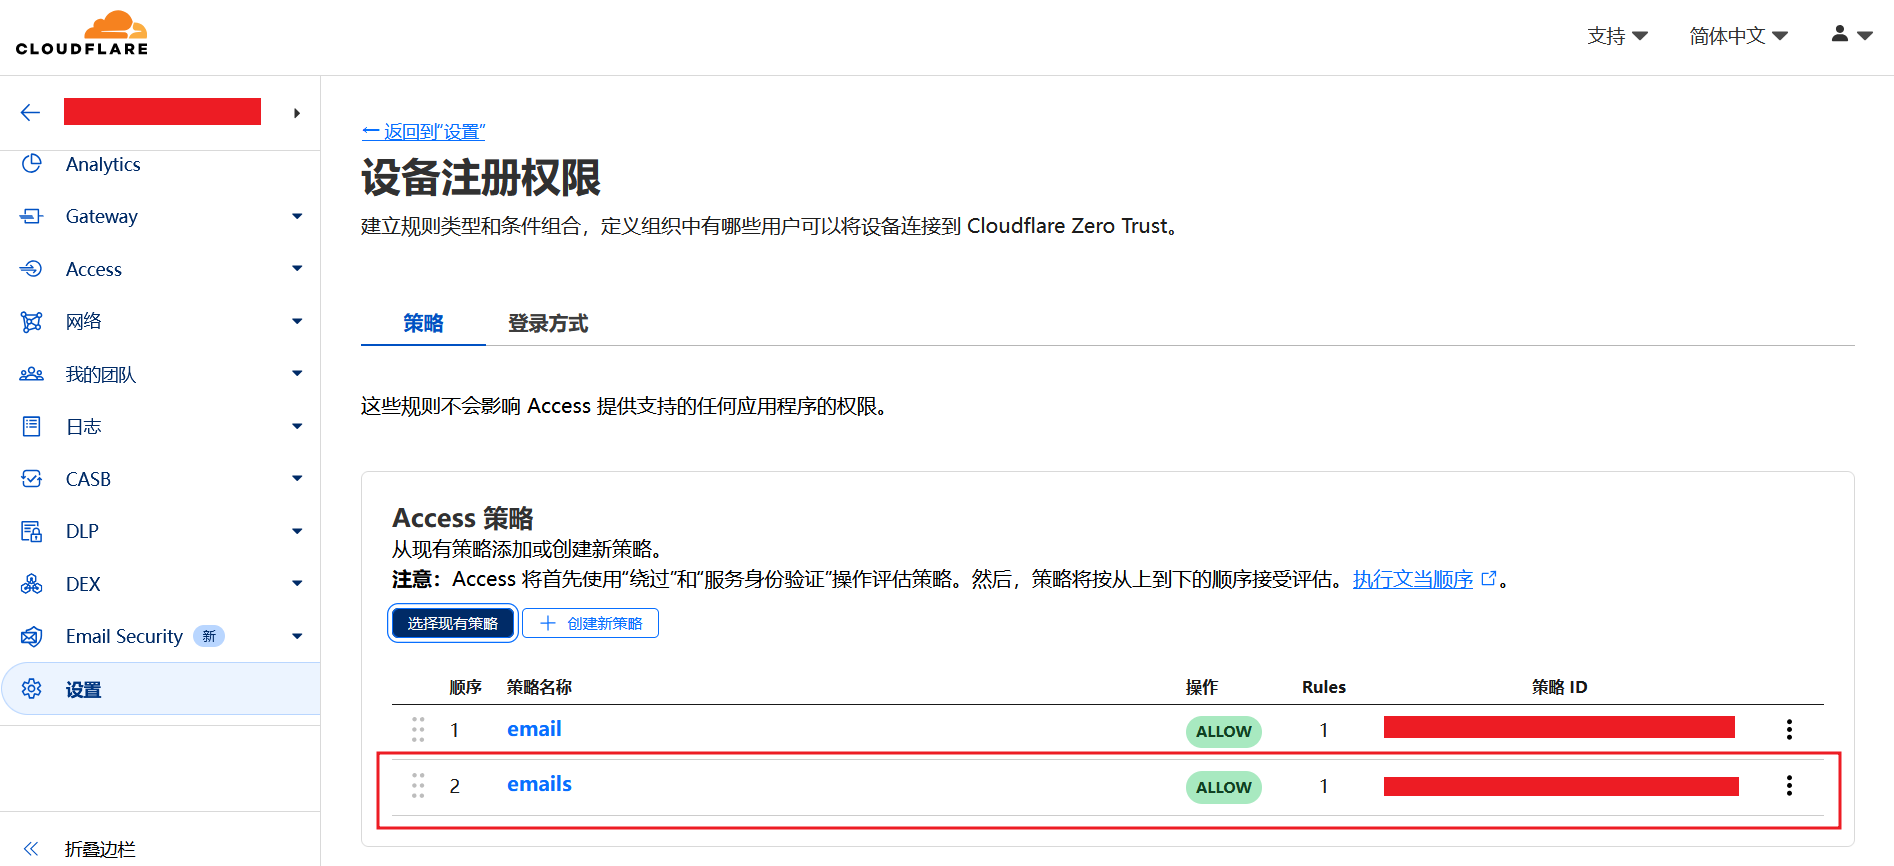 CLOUDFLARE
支持
简体中文
Analytics
Gateway
Access
网络
我的团队
日志
CASB
DLP
DEX
Email Security 新
设置
折叠边栏
← 返回到“设置”
设备注册权限
建立规则类型和条件组合，定义组织中有哪些用户可以将设备连接到 Cloudflare Zero Trust。
策略 登录方式
这些规则不会影响 Access 提供支持的任何应用程序的权限。
Access 策略
从现有策略添加或创建新策略。
注意：Access 将首先使用“绕过”和“服务身份验证”操作评估策略。然后，策略将按从上到下的顺序接受评估。执行文当顺序。
选择现有策略 + 创建新策略
顺序 策略名称 操作 Rules 策略 ID
1 email ALLOW 1
2 emails ALLOW 1